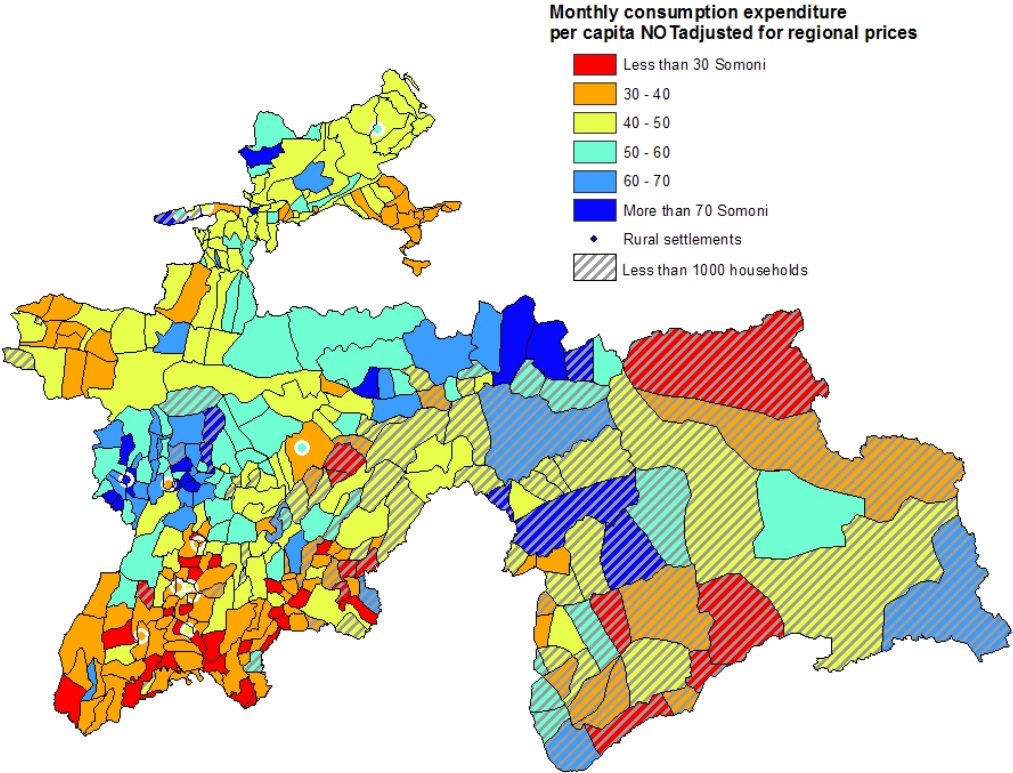 Monthly consumption expenditure
per capita NOTadjusted for regional prices
Less than 30 Somoni
30 - 40
40 - 50
50 - 60
60 - 70
More than 70 Somoni
Rural settlements
Less than 1000 households